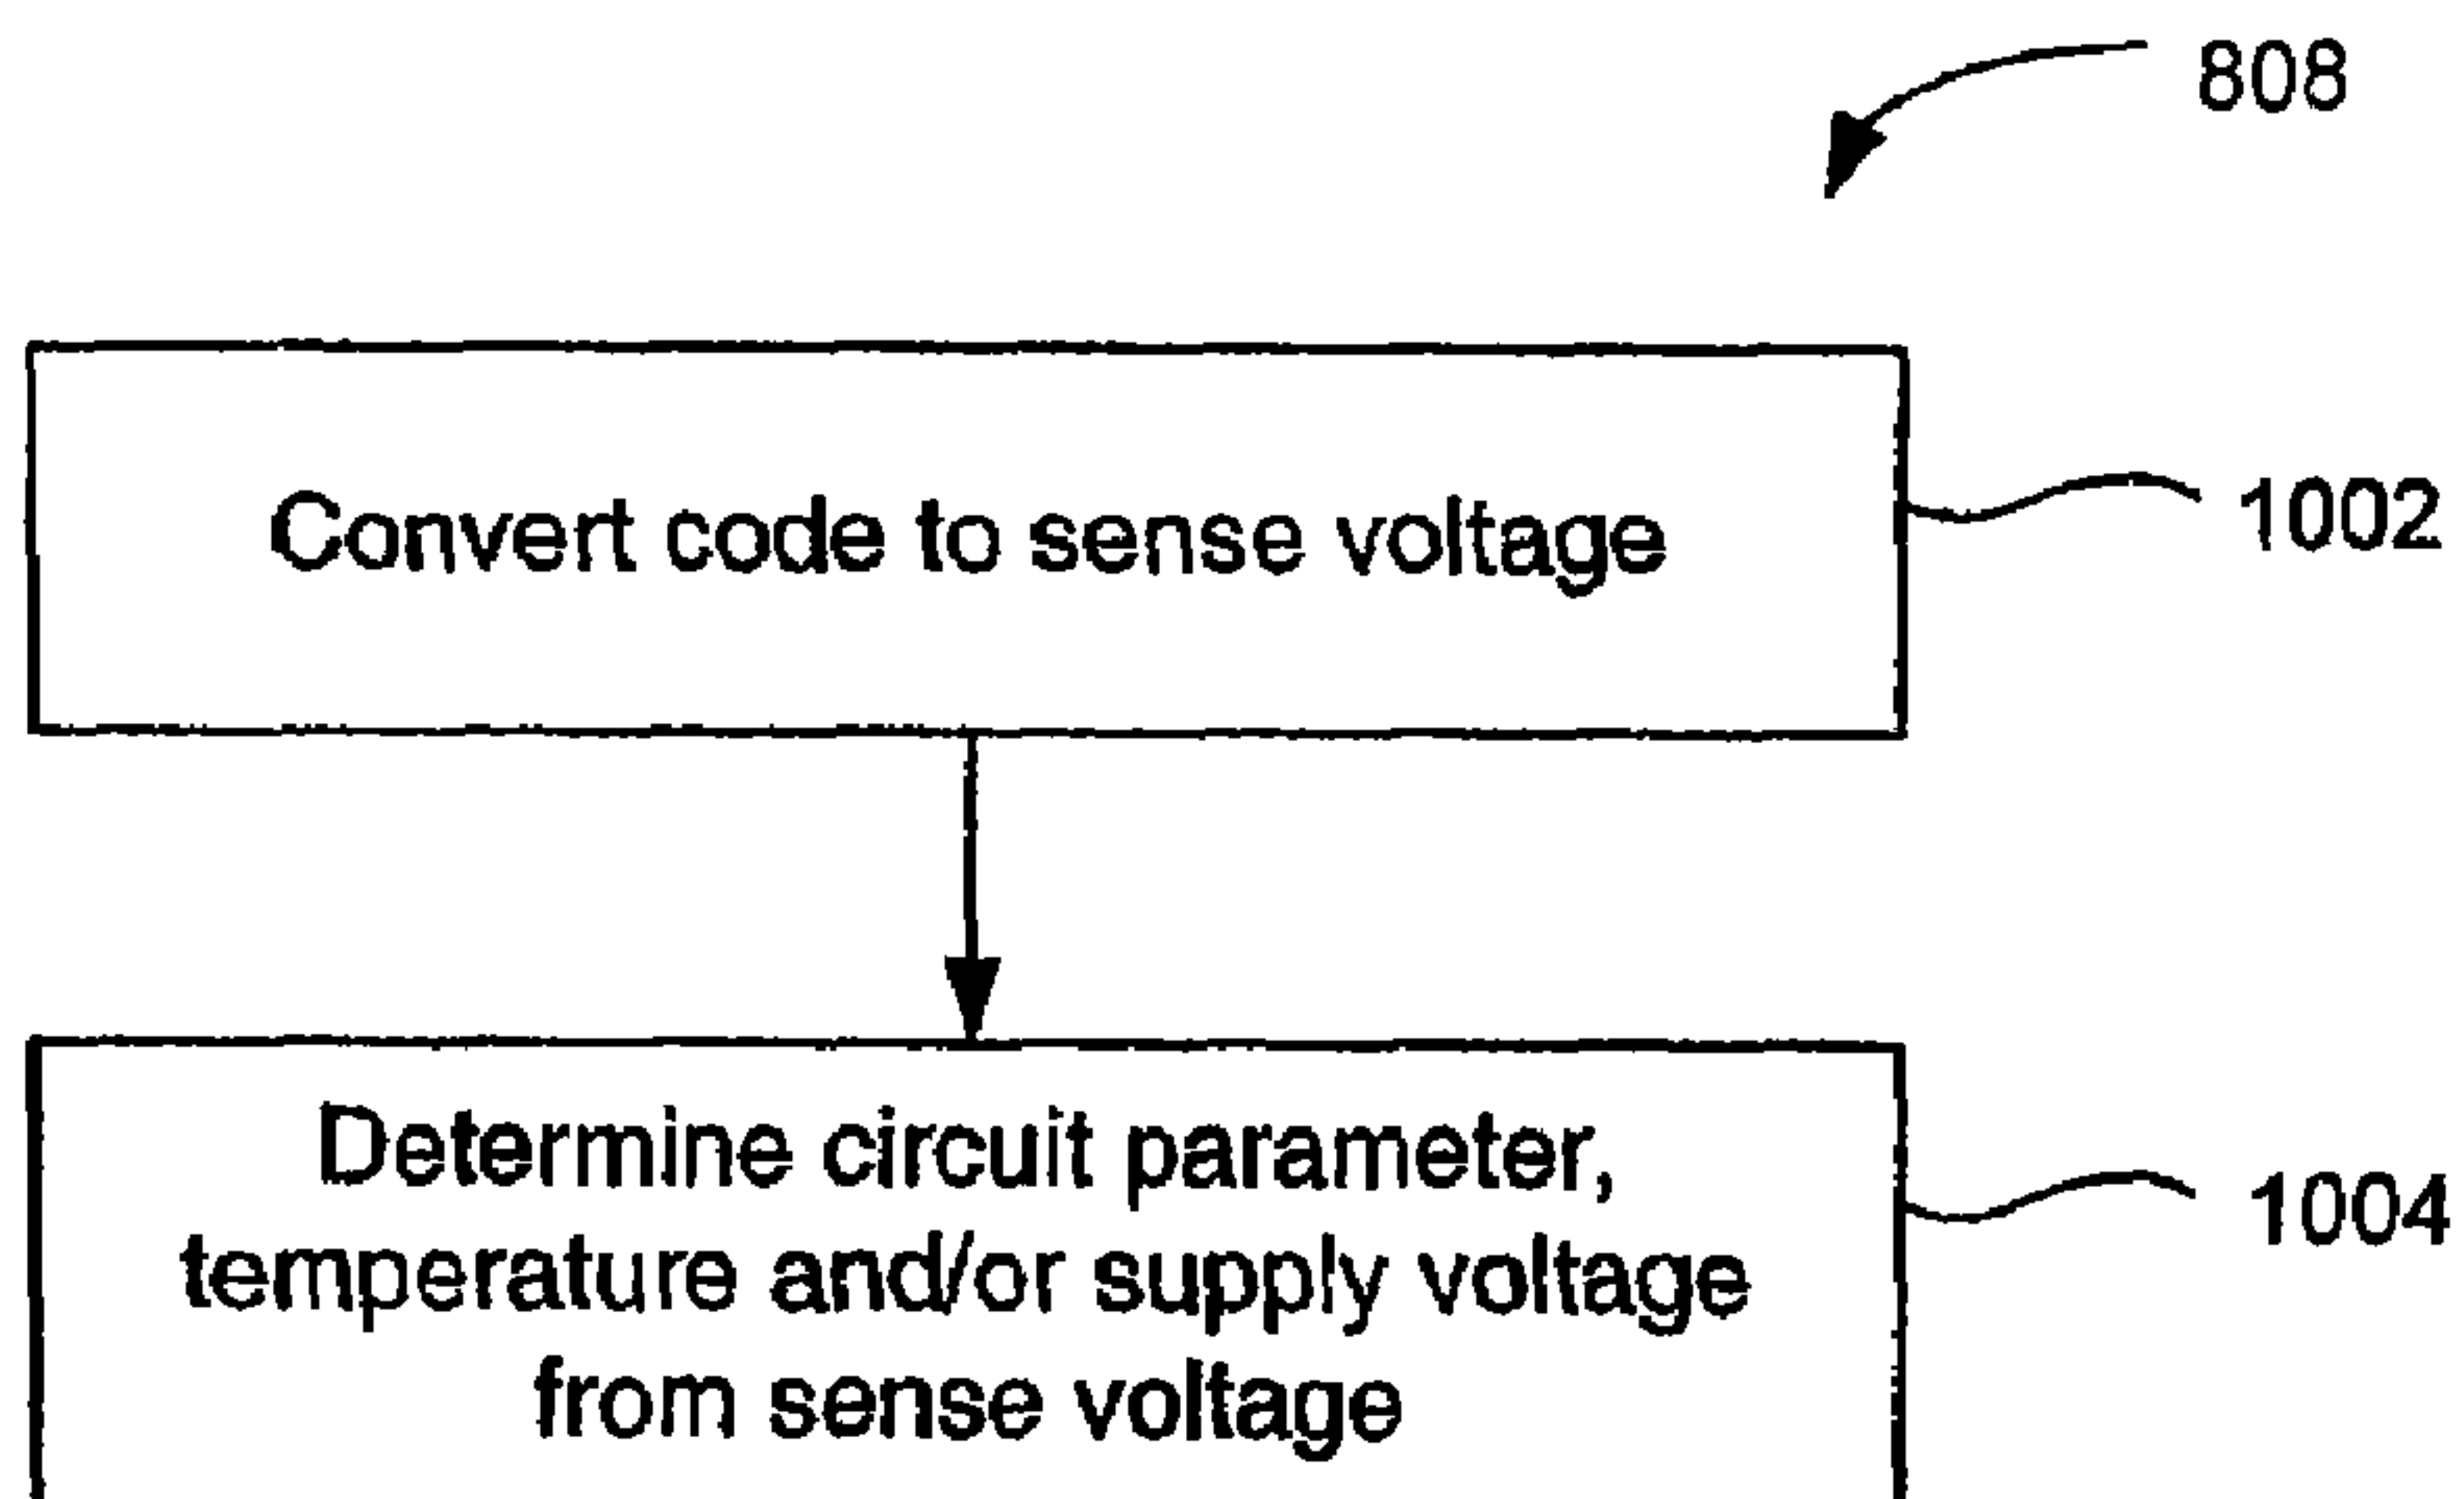 808
Convert code to sense voltage
1002
Determine circuit parameter,
temperature and/or supply voltage
from sense voltage
1004